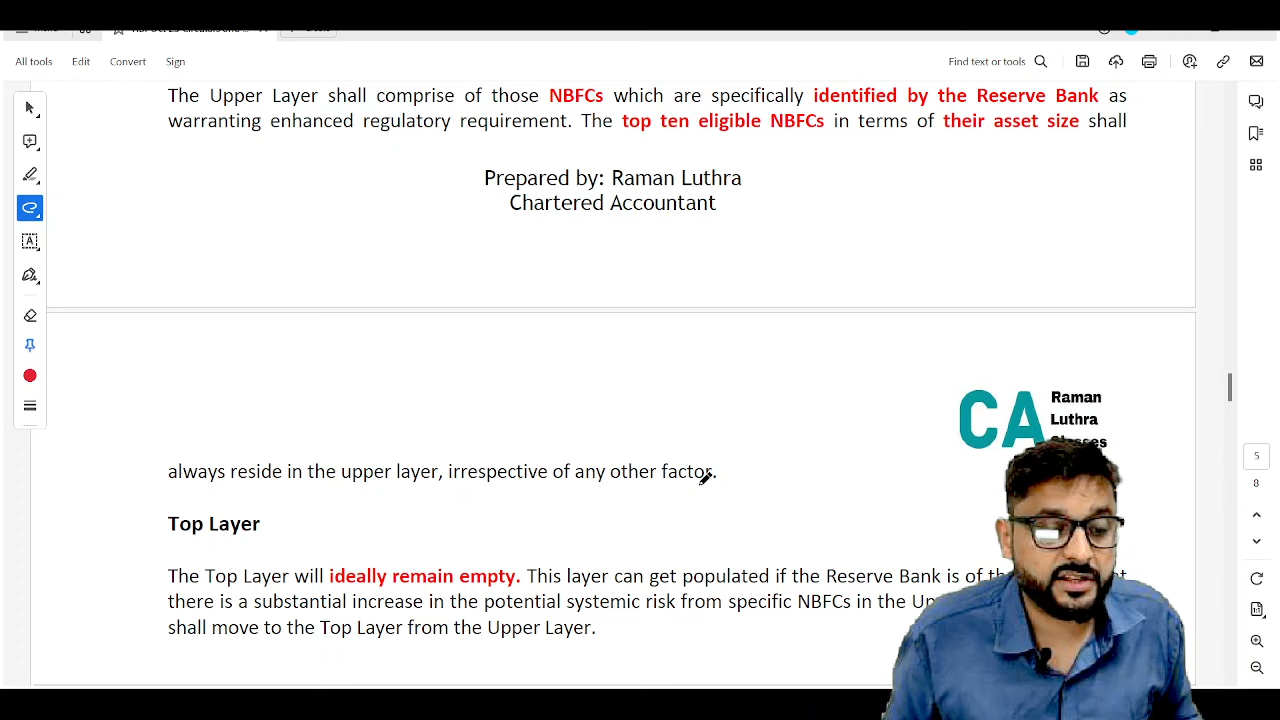 All tools Edit Convert Sign Find text or tools
The Upper Layer shall comprise of those NBFCs which are specifically identified by the Reserve Bank as
warranting enhanced regulatory requirement. The top ten eligible NBFCs in terms of their asset size shall
Prepared by: Raman Luthra
Chartered Accountant
CA Raman
Luthra
Classes
5
8
always reside in the upper layer, irrespective of any other factor.
Top Layer
The Top Layer will ideally remain empty. This layer can get populated if the Reserve Bank is of
there is a substantial increase in the potential systemic risk from specific NBFCs in the
shall move to the Top Layer from the Upper Layer.